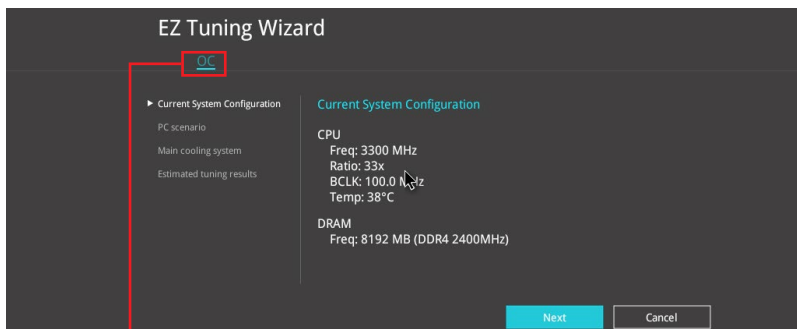 EZ Tuning Wizard
OC
Current System Configuration
PC scenario
Main cooling system
Estimated tuning results
Current System Configuration
CPU
Freq: 3300 MHz
Ratio: 33x
BCLK: 100.0 MHz
Temp: 38°C
DRAM
Freq: 8192 MB (DDR4 2400MHz)
Next
Cancel